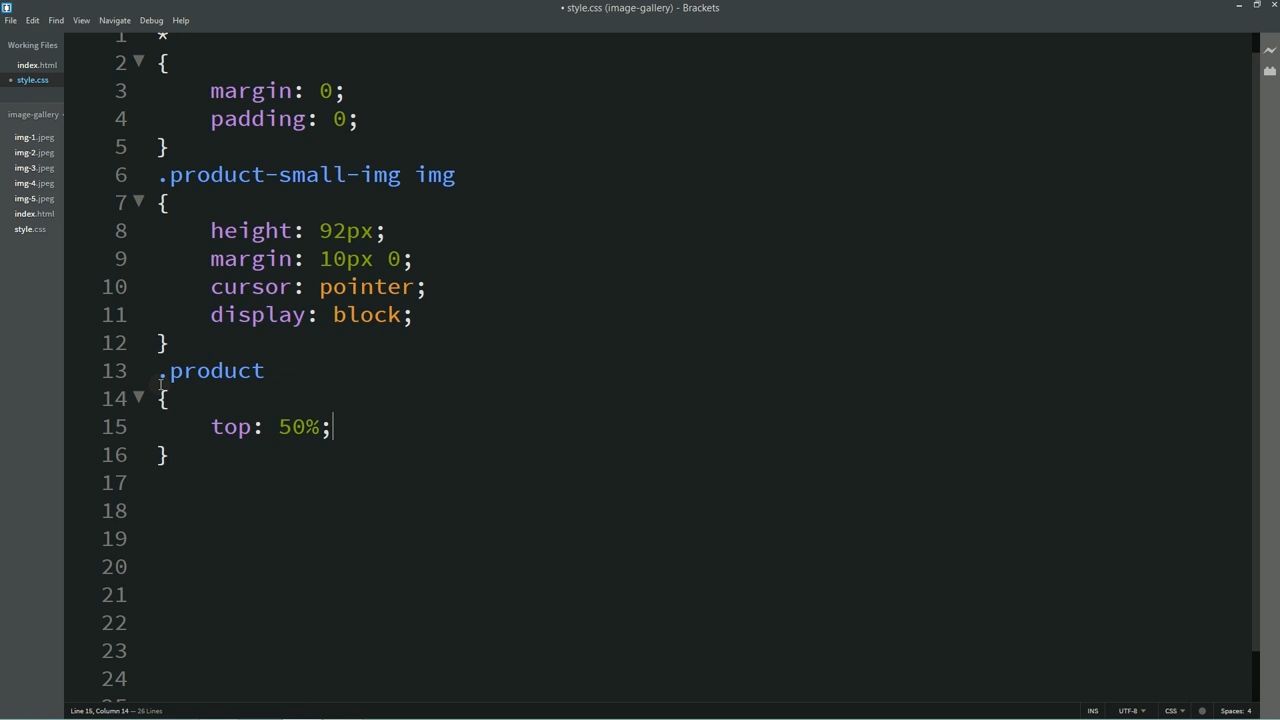 • style.css (image-gallery) - Brackets
File Edit Find View Navigate Debug Help
Working Files
index.html
• style.css
image-gallery
img-1.jpeg
img-2.jpeg
img-3.jpeg
img-4.jpeg
img-5.jpeg
index.html
style.css
1 *
2 {
3 margin: 0;
4 padding: 0;
5 }
6 .product-small-img img
7 {
8 height: 92px;
9 margin: 10px 0;
10 cursor: pointer;
11 display: block;
12 }
13 .product
14 {
15 top: 50%;
16 }
17
18
19
20
21
22
23
24
25
Line 15, Column 14 — 26 Lines
INS UTF-8 CSS Spaces: 4